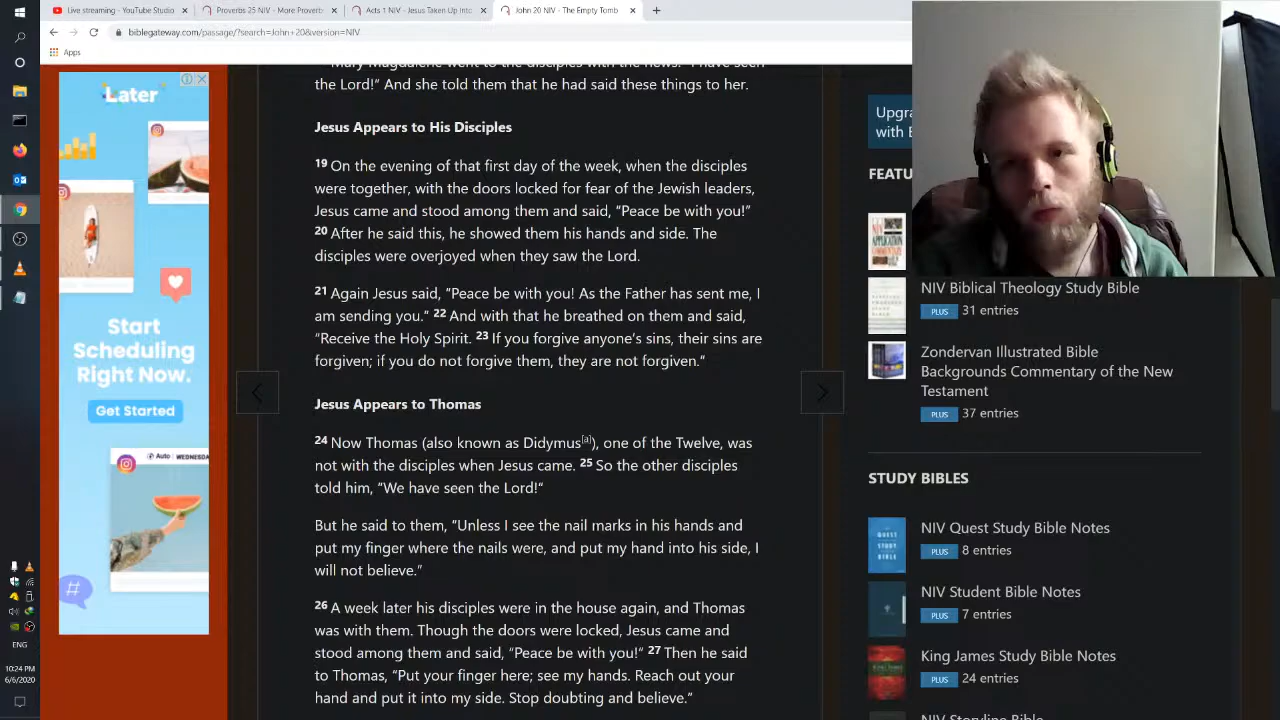 Live streaming - YouTube Studio
Proverbs 25 NIV - More Proverbs
Acts 1 NIV - Jesus Taken Up Into
John 20 NIV - The Empty Tomb
biblegateway.com/passage/?search=John+20&version=NIV
Apps
Later
Start
Scheduling
Right Now.
Get Started
Auto WEDNESDA
#
the Lord!” And she told them that he had said these things to her.
Jesus Appears to His Disciples
19 On the evening of that first day of the week, when the disciples
were together, with the doors locked for fear of the Jewish leaders,
Jesus came and stood among them and said, “Peace be with you!”
20 After he said this, he showed them his hands and side. The
disciples were overjoyed when they saw the Lord.
21 Again Jesus said, “Peace be with you! As the Father has sent me, I
am sending you.” 22 And with that he breathed on them and said,
“Receive the Holy Spirit. 23 If you forgive anyone’s sins, their sins are
forgiven; if you do not forgive them, they are not forgiven.”
Jesus Appears to Thomas
24 Now Thomas (also known as Didymus[a]), one of the Twelve, was
not with the disciples when Jesus came. 25 So the other disciples
told him, “We have seen the Lord!”
But he said to them, “Unless I see the nail marks in his hands and
put my finger where the nails were, and put my hand into his side, I
will not believe.”
26 A week later his disciples were in the house again, and Thomas
was with them. Though the doors were locked, Jesus came and
stood among them and said, “Peace be with you!” 27 Then he said
to Thomas, “Put your finger here; see my hands. Reach out your
hand and put it into my side. Stop doubting and believe.”
Upgra
with B
FEATU
NIV Biblical Theology Study Bible
PLUS 31 entries
Zondervan Illustrated Bible
Backgrounds Commentary of the New
Testament
PLUS 37 entries
STUDY BIBLES
NIV Quest Study Bible Notes
PLUS 8 entries
NIV Student Bible Notes
PLUS 7 entries
King James Study Bible Notes
PLUS 24 entries
NIV Storyline Bible
ENG
10:24 PM
6/6/2020